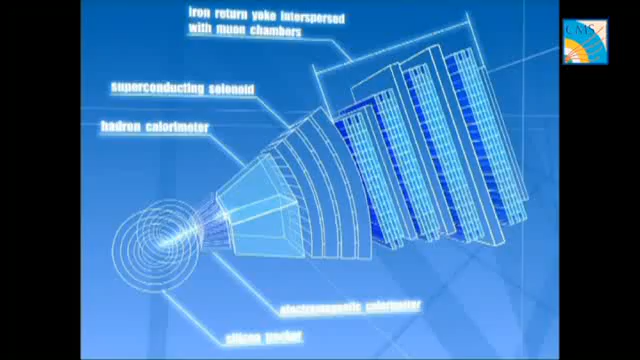 Iron return yoke interspersed
with muon chambers
CMS
superconducting solenoid
hadron calorimeter
electromagnetic calorimeter
silicon tracker